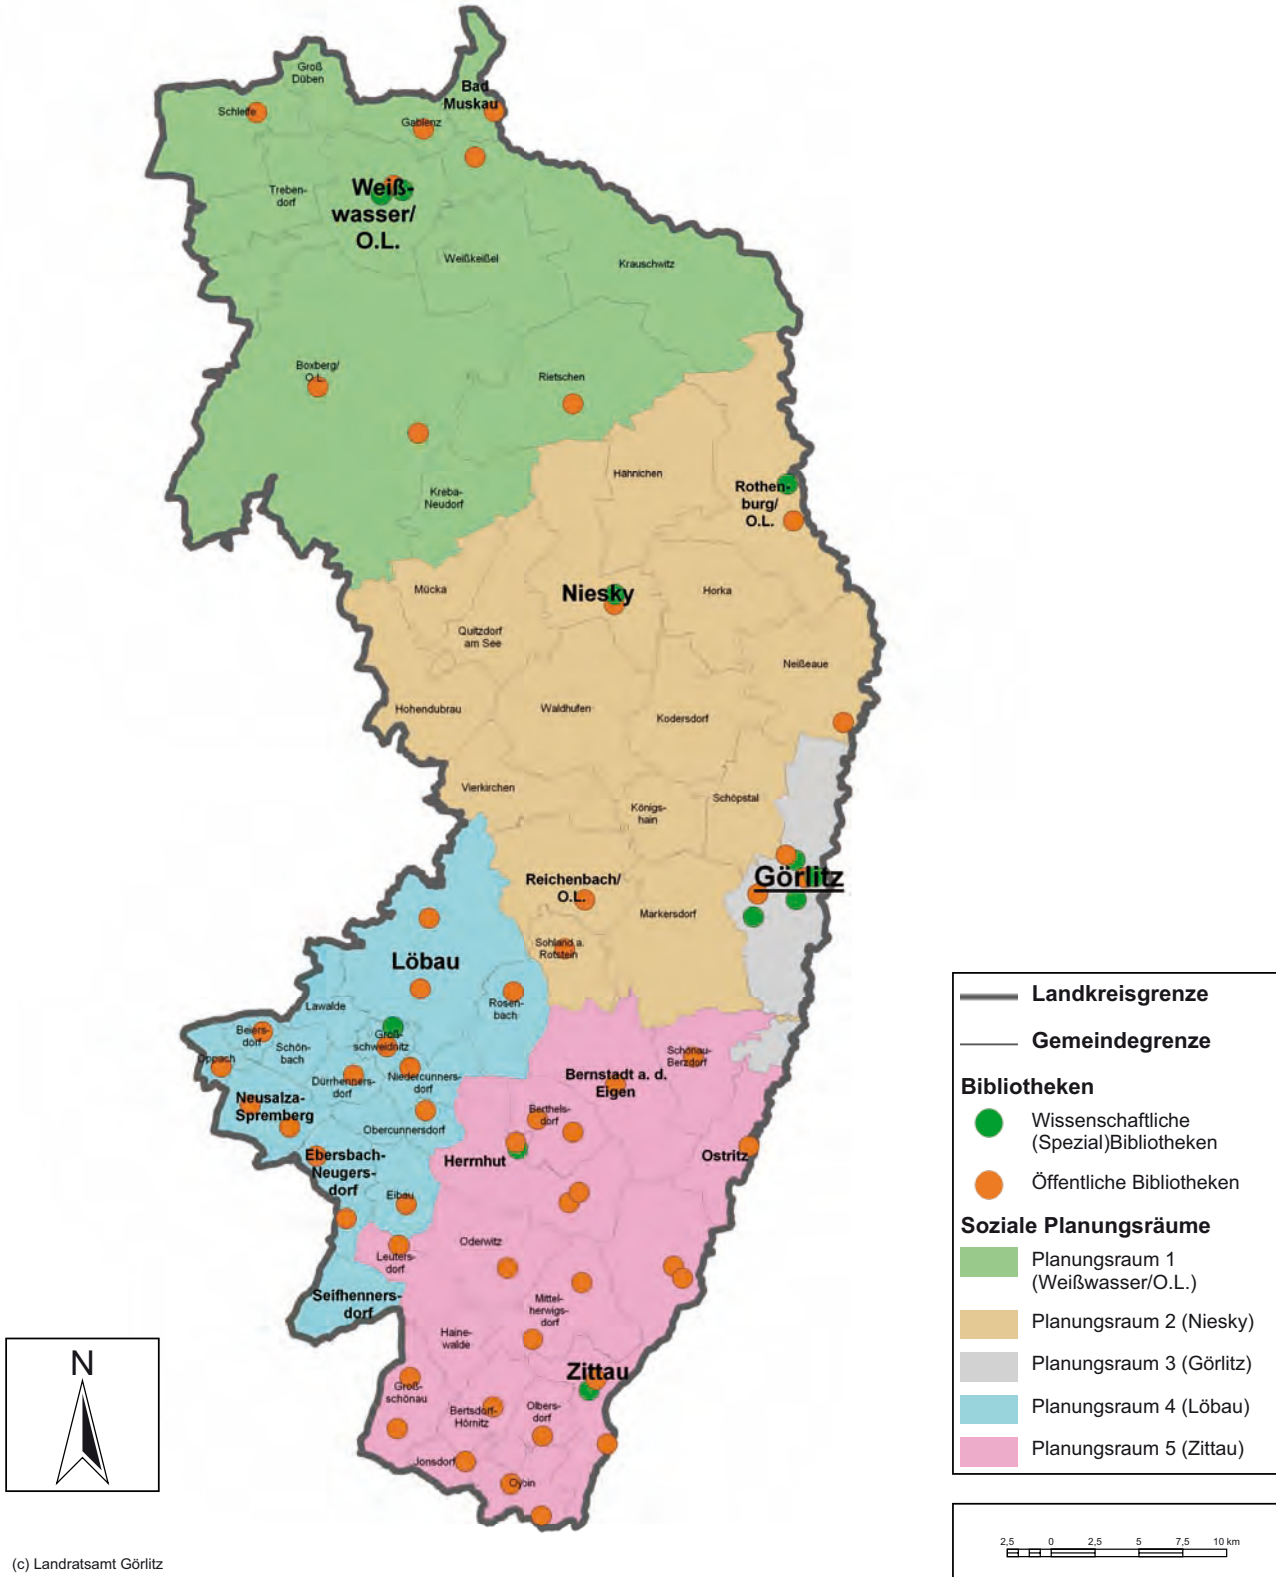 Groß
Düben
Bad
Muskau
Schleife
Gablenz
Treben-
dorf
Weiß-
wasser/
O.L.
Weißkeißel
Krauschwitz
Boxberg/
O.L.
Rietschen
Kreba-
Neudorf
Hähnichen
Rothen-
burg/
O.L.
Mücka
Niesky
Horka
Quitzdorf
am See
Neißeaue
Hohendubrau
Waldhufen
Kodersdorf
Vierkirchen
Königs-
hain
Schöpstal
Reichenbach/
O.L.
Görlitz
Markersdorf
Sohland a.
Rotstein
Löbau
Lawalde
Rosen-
bach
Beiers-
dorf
Schön-
bach
Groß-
schweidnitz
Oppach
Dürrhenners-
dorf
Niedercunners-
dorf
Schönau-
Berzdorf
Bernstadt a. d.
Eigen
Neusalza-
Spremberg
Obercunnersdorf
Berthels-
dorf
Ebersbach-
Neugers-
dorf
Herrnhut
Ostritz
Eibau
Leuters-
dorf
Oderwitz
Seifhenners-
dorf
Mittel-
herwigs-
dorf
Haine-
walde
Zittau
Groß-
schönau
Bertsdorf-
Hörnitz
Olbers-
dorf
Jonsdorf
Oybin
Landkreisgrenze
Gemeindegrenze
Bibliotheken
Wissenschaftliche
(Spezial)Bibliotheken
Öffentliche Bibliotheken
Soziale Planungsräume
Planungsraum 1
(Weißwasser/O.L.)
Planungsraum 2 (Niesky)
Planungsraum 3 (Görlitz)
Planungsraum 4 (Löbau)
Planungsraum 5 (Zittau)
N
2,5 0 2,5 5 7,5 10 km
(c) Landratsamt Görlitz